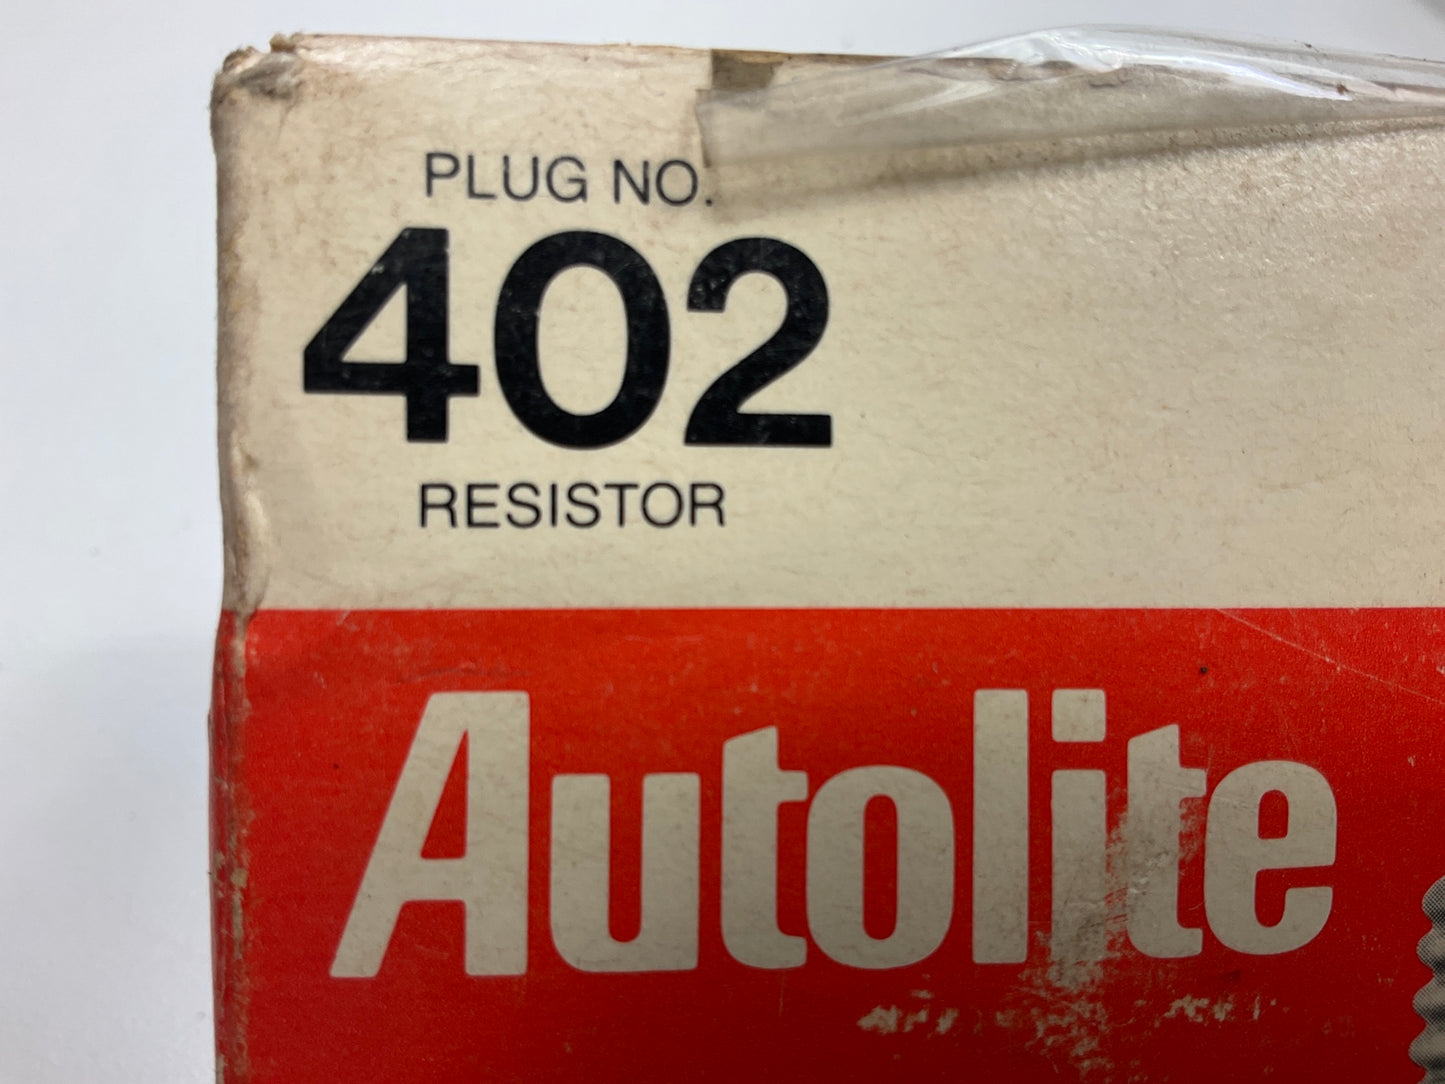 PLUG NO.
402
RESISTOR
Autolite